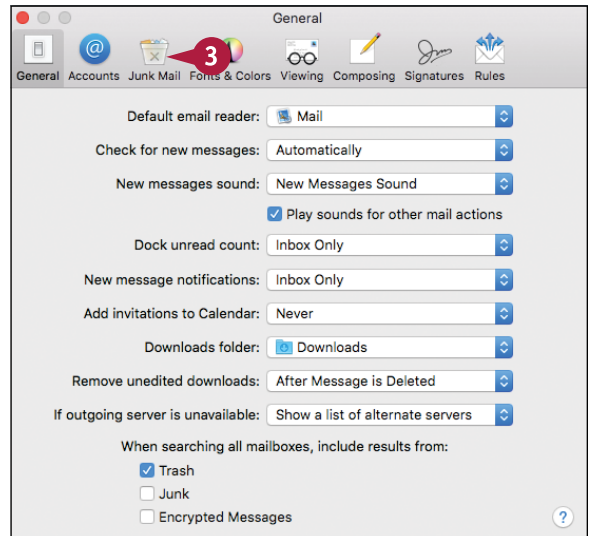 General
3
General Accounts Junk Mail Fonts & Colors Viewing Composing Signatures Rules
Default email reader: Mail
Check for new messages: Automatically
New messages sound: New Messages Sound
Play sounds for other mail actions
Dock unread count: Inbox Only
New message notifications: Inbox Only
Add invitations to Calendar: Never
Downloads folder: Downloads
Remove unedited downloads: After Message is Deleted
If outgoing server is unavailable: Show a list of alternate servers
When searching all mailboxes, include results from:
Trash
Junk
Encrypted Messages
?